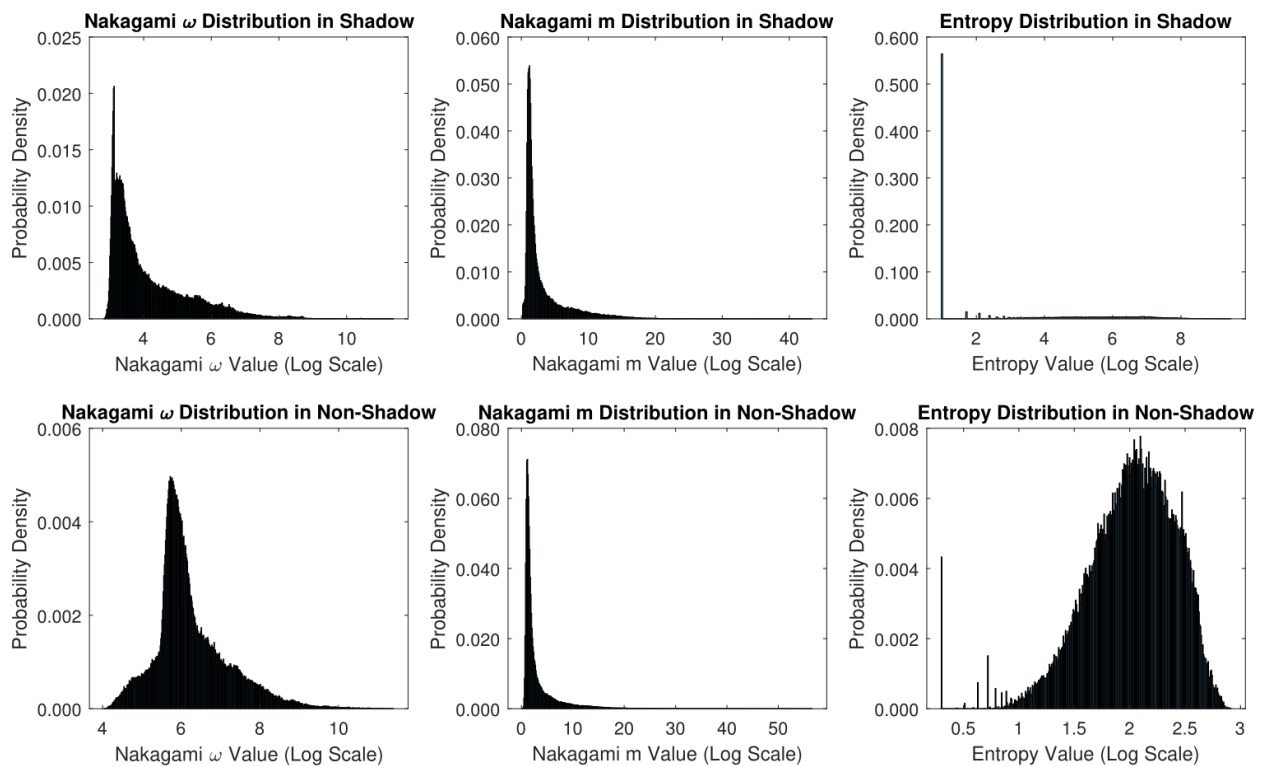 Nakagami ω Distribution in Shadow
0.025
0.020
0.015
0.010
0.005
0.000
4 6 8 10
Probability Density
Nakagami ω Value (Log Scale)
Nakagami m Distribution in Shadow
0.060
0.050
0.040
0.030
0.020
0.010
0.000
0 10 20 30 40
Probability Density
Nakagami m Value (Log Scale)
Entropy Distribution in Shadow
0.600
0.500
0.400
0.300
0.200
0.100
0.000
2 4 6 8
Probability Density
Entropy Value (Log Scale)
Nakagami ω Distribution in Non-Shadow
0.006
0.004
0.002
0.000
4 6 8 10
Probability Density
Nakagami ω Value (Log Scale)
Nakagami m Distribution in Non-Shadow
0.080
0.060
0.040
0.020
0.000
0 10 20 30 40 50
Probability Density
Nakagami m Value (Log Scale)
Entropy Distribution in Non-Shadow
0.008
0.006
0.004
0.002
0.000
0.5 1 1.5 2 2.5 3
Probability Density
Entropy Value (Log Scale)